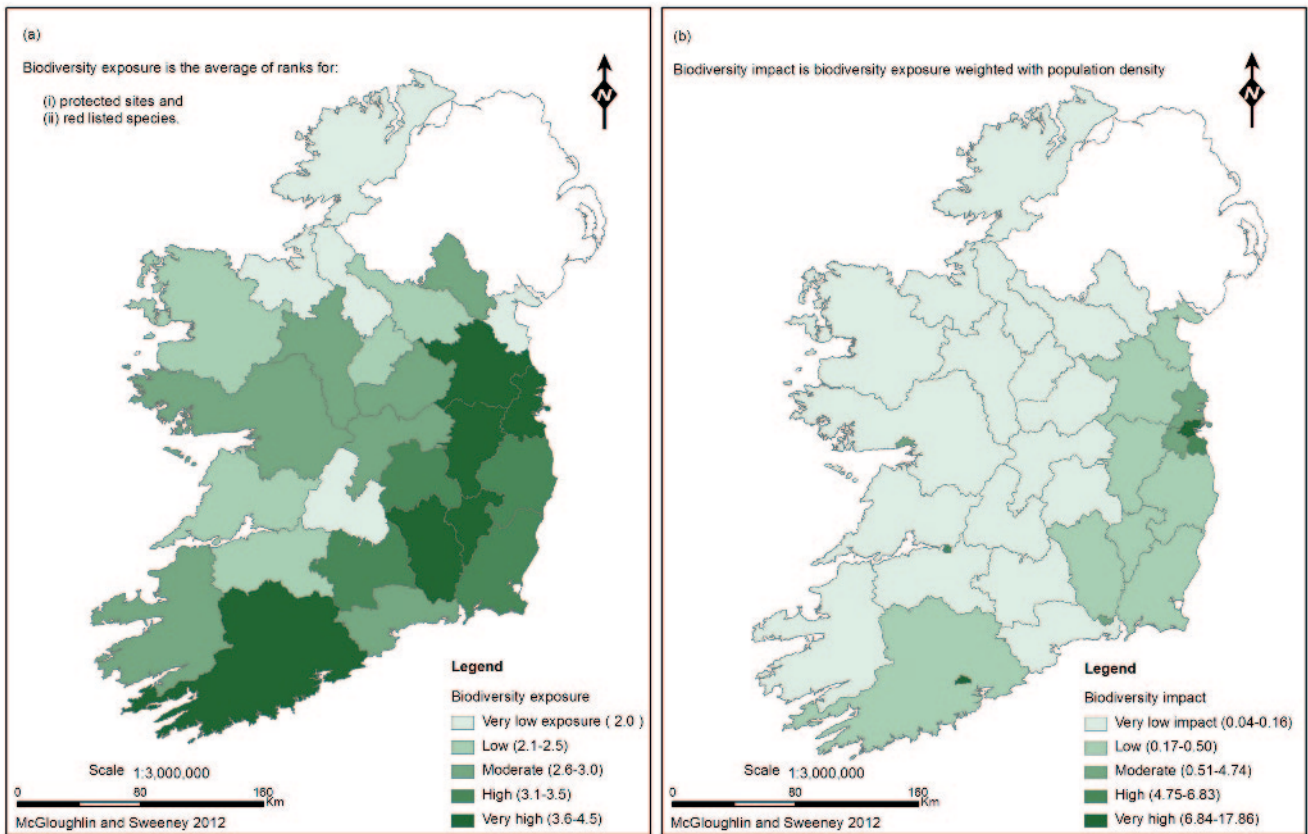 (a)
Biodiversity exposure is the average of ranks for:
(i) protected sites and
(ii) red listed species.
N
Legend
Biodiversity exposure
Very low exposure ( 2.0 )
Low (2.1-2.5)
Moderate (2.6-3.0)
High (3.1-3.5)
Very high (3.6-4.5)
Scale 1:3,000,000
0 80 160
Km
McGloughlin and Sweeney 2012
(b)
Biodiversity impact is biodiversity exposure weighted with population density
N
Legend
Biodiversity impact
Very low impact (0.04-0.16)
Low (0.17-0.50)
Moderate (0.51-4.74)
High (4.75-6.83)
Very high (6.84-17.86)
Scale 1:3,000,000
0 80 160
Km
McGloughlin and Sweeney 2012